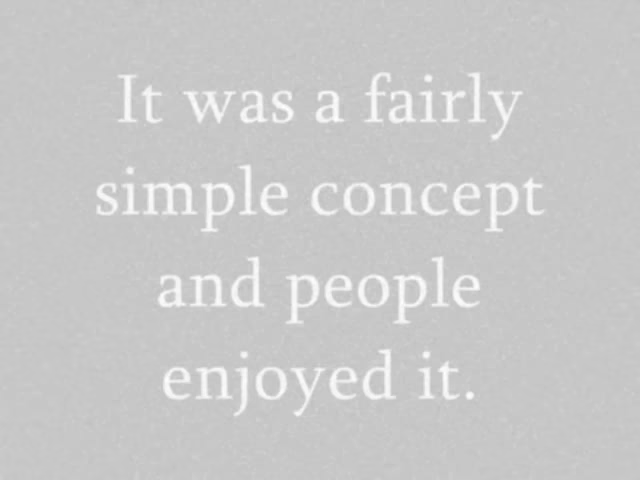 It was a fairly
simple concept
and people
enjoyed it.